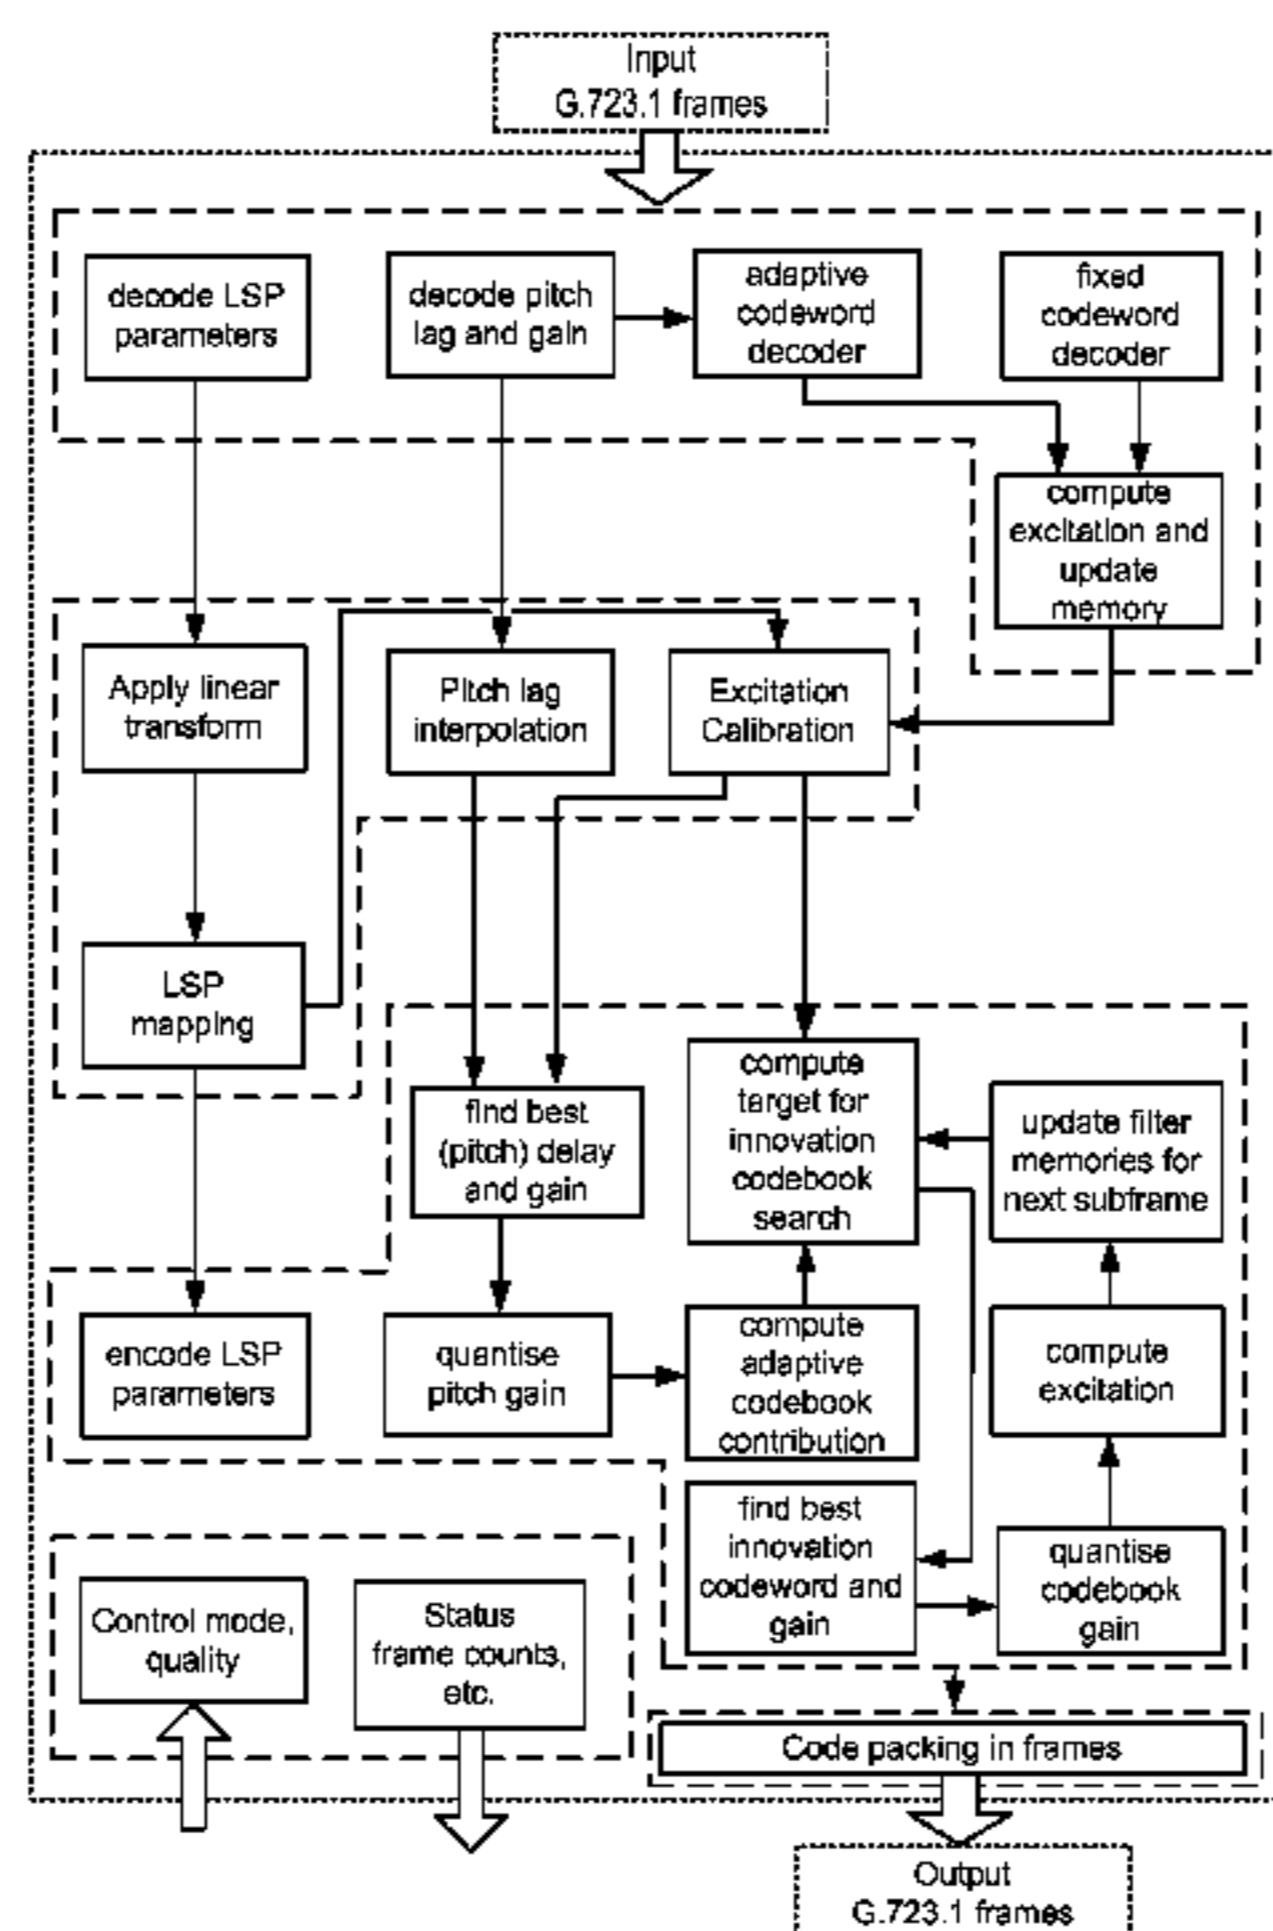 Input
G.723.1 frames
decode LSP
parameters
decode pitch
lag and gain
adaptive
codeword
decoder
fixed
codeword
decoder
compute
excitation and
update
memory
Apply linear
transform
Pitch lag
interpolation
Excitation
Calibration
LSP
mapping
find best
(pitch) delay
and gain
compute
target for
innovation
codebook
search
update filter
memories for
next subframe
encode LSP
parameters
quantise
pitch gain
compute
adaptive
codebook
contribution
compute
excitation
find best
innovation
codeword and
gain
quantise
codebook
gain
Control mode,
quality
Status
frame counts,
etc.
Code packing in frames
Output
G.723.1 frames